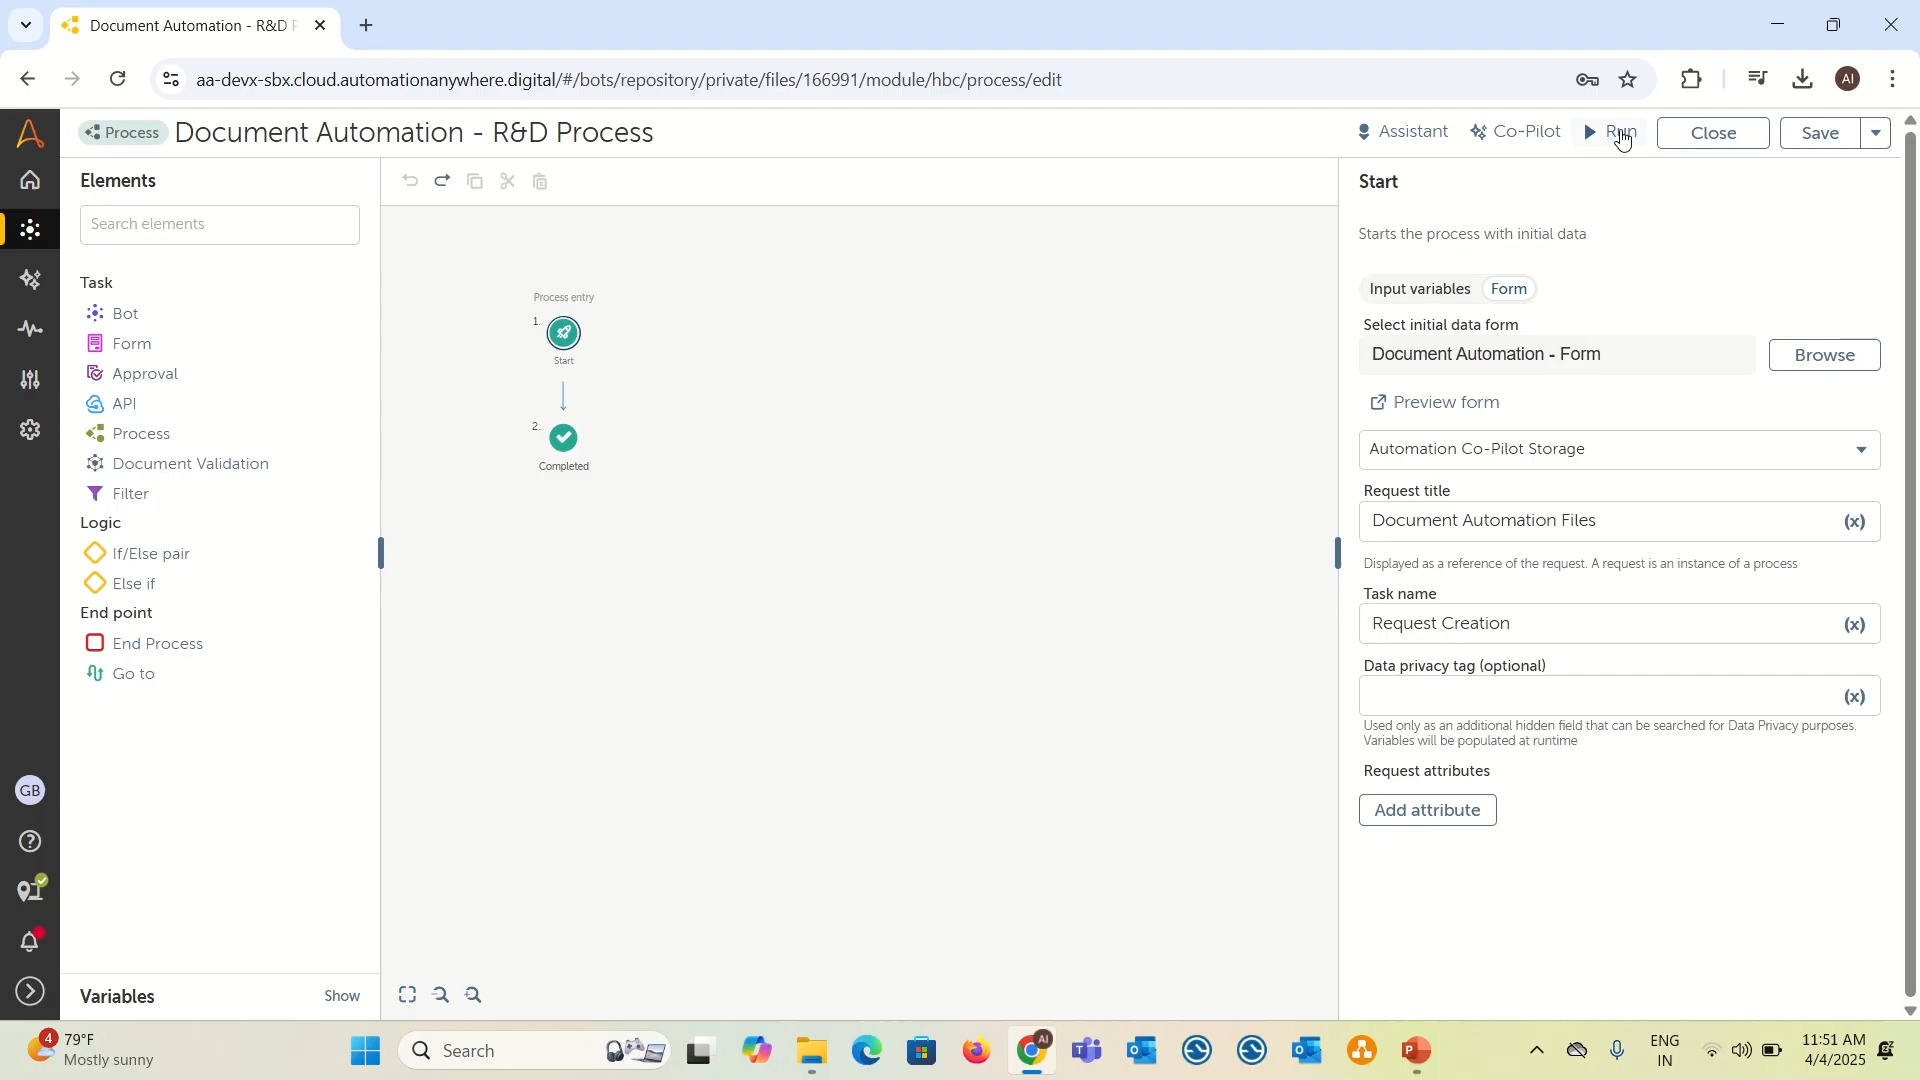 Document Automation - R&D P
aa-devx-sbx.cloud.automationanywhere.digital/#/bots/repository/private/files/166991/module/hbc/process/edit
AI
Process
Document Automation - R&D Process
Assistant
Co-Pilot
Run
Close
Save
Elements
Search elements
Task
Bot
Form
Approval
API
Process
Document Validation
Filter
Logic
If/Else pair
Else if
End point
End Process
Go to
Variables
Show
GB
Process entry
1.
Start
2.
Completed
Start
Starts the process with initial data
Input variables
Form
Select initial data form
Document Automation - Form
Browse
Preview form
Automation Co-Pilot Storage
Request title
Document Automation Files
(x)
Displayed as a reference of the request. A request is an instance of a process
Task name
Request Creation
(x)
Data privacy tag (optional)
(x)
Used only as an additional hidden field that can be searched for Data Privacy purposes.
Variables will be populated at runtime
Request attributes
Add attribute
4
79°F
Mostly sunny
Search
AI
ENG
IN
11:51 AM
4/4/2025